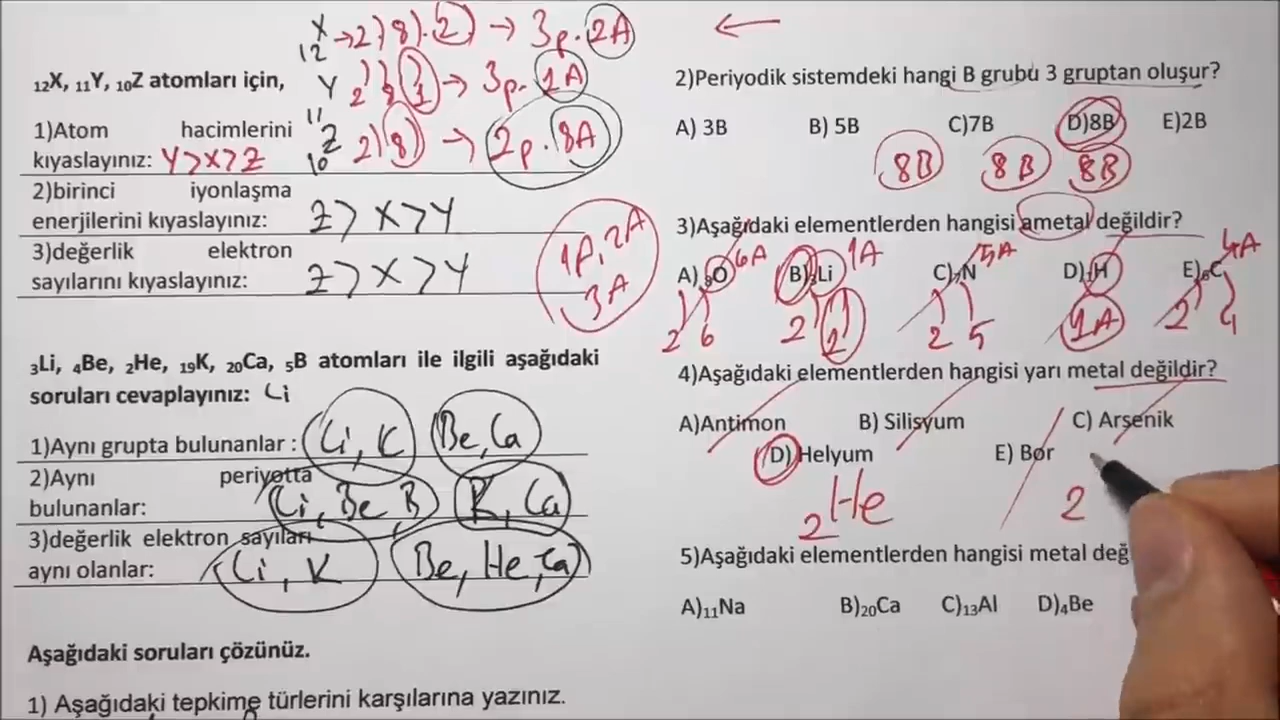 X
12 → 2)8)2) → 3p. 2A
←
₁₂X, ₁₁Y, ₁₀Z atomları için,
Y 2)8)1 → 3p. 1A
11
1)Atom hacimlerini
kıyaslayınız: Y>X>Z
Z 2)8) → 2p. 8A
10
2)birinci iyonlaşma
enerjilerini kıyaslayınız: Z>X>Y
3)değerlik elektron
sayılarını kıyaslayınız: Z>X>Y
1A, 2A
3A
₃Li, ₄Be, ₂He, ₁₉K, ₂₀Ca, ₅B atomları ile ilgili aşağıdaki
soruları cevaplayınız: Li
1)Aynı grupta bulunanlar : Li, K Be, Ca
2)Aynı periyotta
bulunanlar: Li, Be, B K, Ca
3)değerlik elektron sayıları
aynı olanlar: Li, K Be, He, Ca
Aşağıdaki soruları çözünüz.
1) Aşağıdaki tepkime türlerini karşılarına yazınız.
2)Periyodik sistemdeki hangi B grubu 3 gruptan oluşur?
A) 3B B) 5B C)7B D)8B E)2B
8B 8B 8B
3)Aşağıdaki elementlerden hangisi ametal değildir?
6A 1A 5A 4A
A)₈O B)₃Li C)₇N D)₁H E)₆C
2 6 2 1 2 5 1A 2 4
4)Aşağıdaki elementlerden hangisi yarı metal değildir?
A)Antimon B) Silisyum C) Arsenik
D) Helyum E) Bor
₂He 2
5)Aşağıdaki elementlerden hangisi metal değ
A)₁₁Na B)₂₀Ca C)₁₃Al D)₄Be